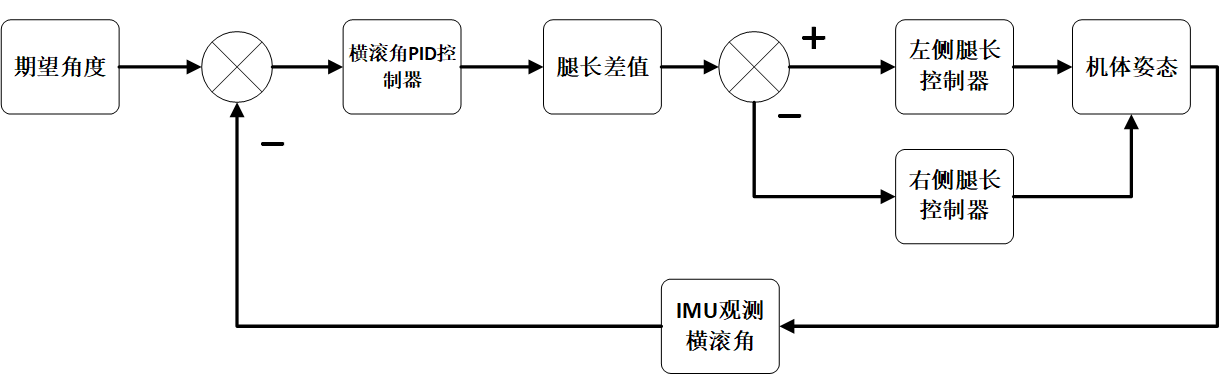 期望角度
横滚角PID控
制器
腿长差值
+
−
左侧腿长
控制器
机体姿态
右侧腿长
控制器
−
IMU观测
横滚角